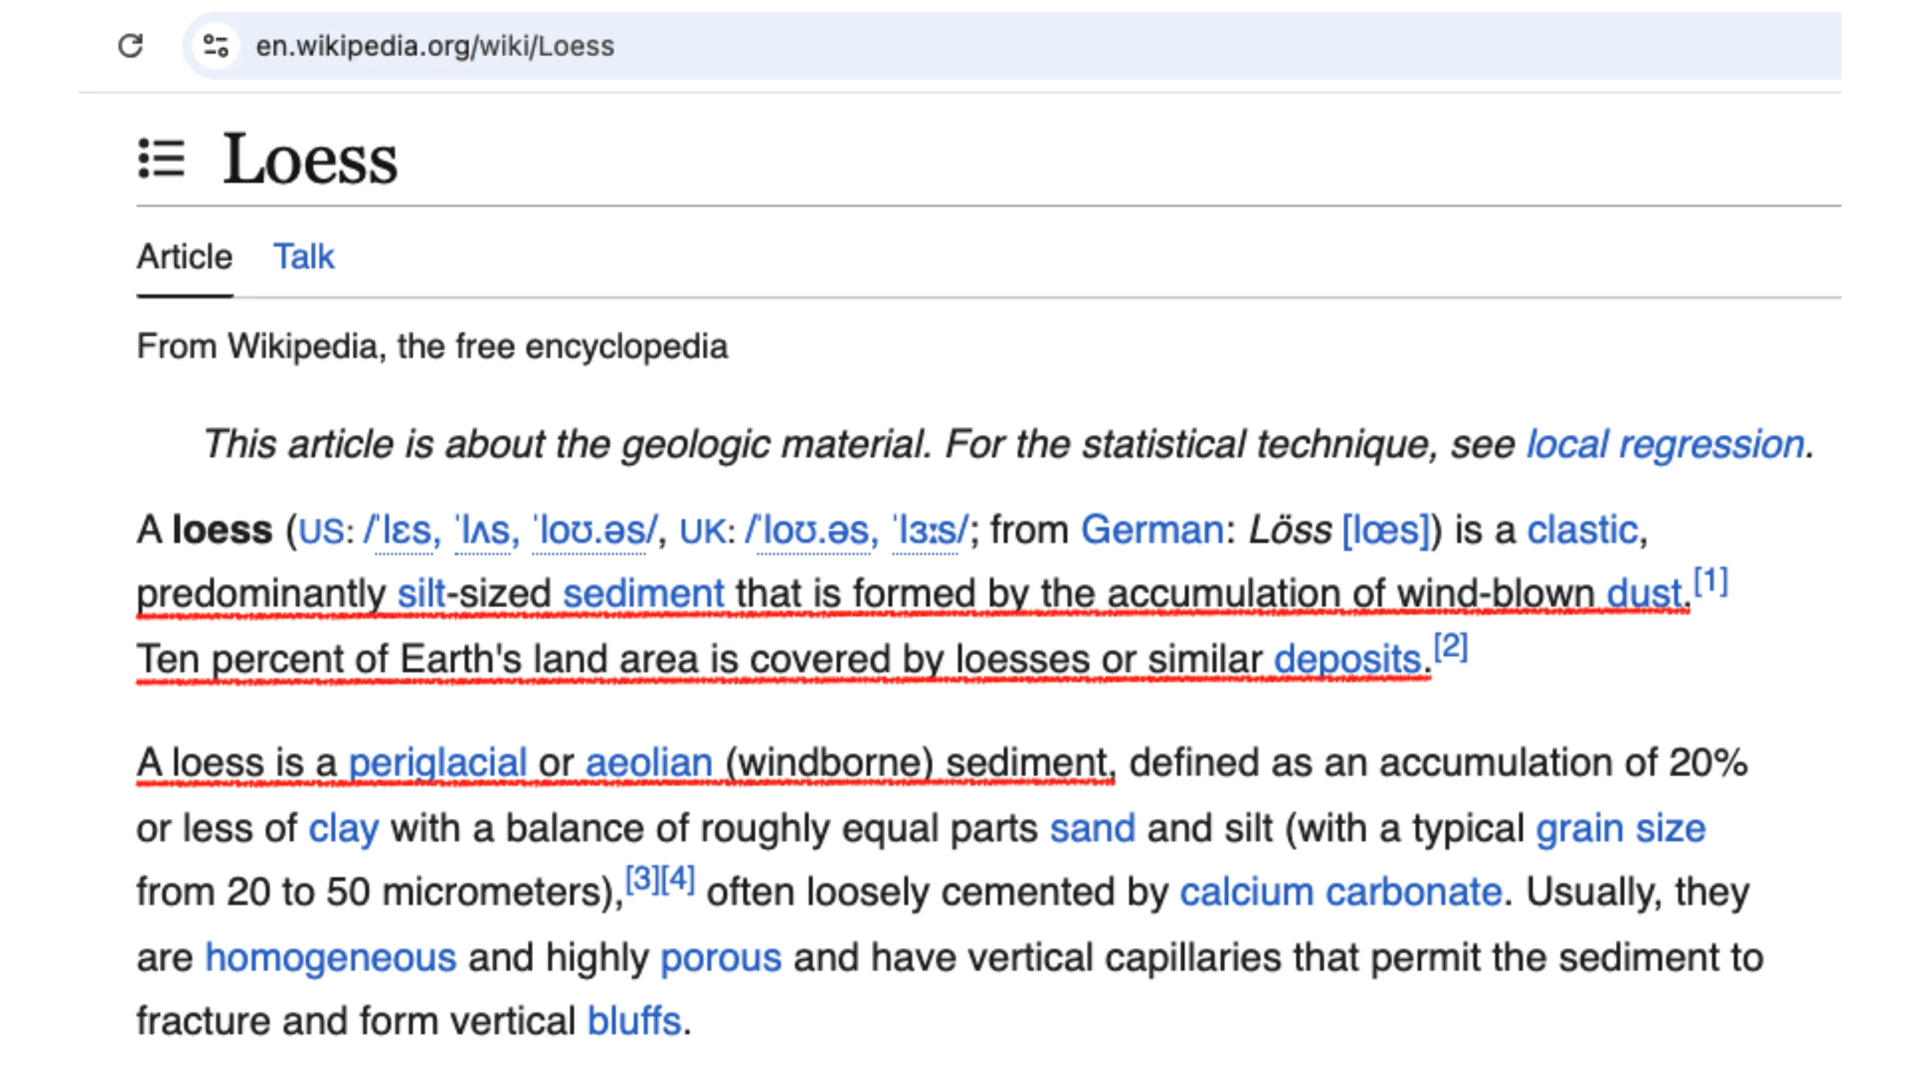 en.wikipedia.org/wiki/Loess
Loess
Article Talk
From Wikipedia, the free encyclopedia
This article is about the geologic material. For the statistical technique, see local regression.
A loess (US: /ˈlɛs, ˈlʌs, ˈloʊ.əs/, UK: /ˈloʊ.əs, ˈlɜːs/; from German: Löss [lœs]) is a clastic,
predominantly silt-sized sediment that is formed by the accumulation of wind-blown dust.[1]
Ten percent of Earth's land area is covered by loesses or similar deposits.[2]
A loess is a periglacial or aeolian (windborne) sediment, defined as an accumulation of 20%
or less of clay with a balance of roughly equal parts sand and silt (with a typical grain size
from 20 to 50 micrometers),[3][4] often loosely cemented by calcium carbonate. Usually, they
are homogeneous and highly porous and have vertical capillaries that permit the sediment to
fracture and form vertical bluffs.